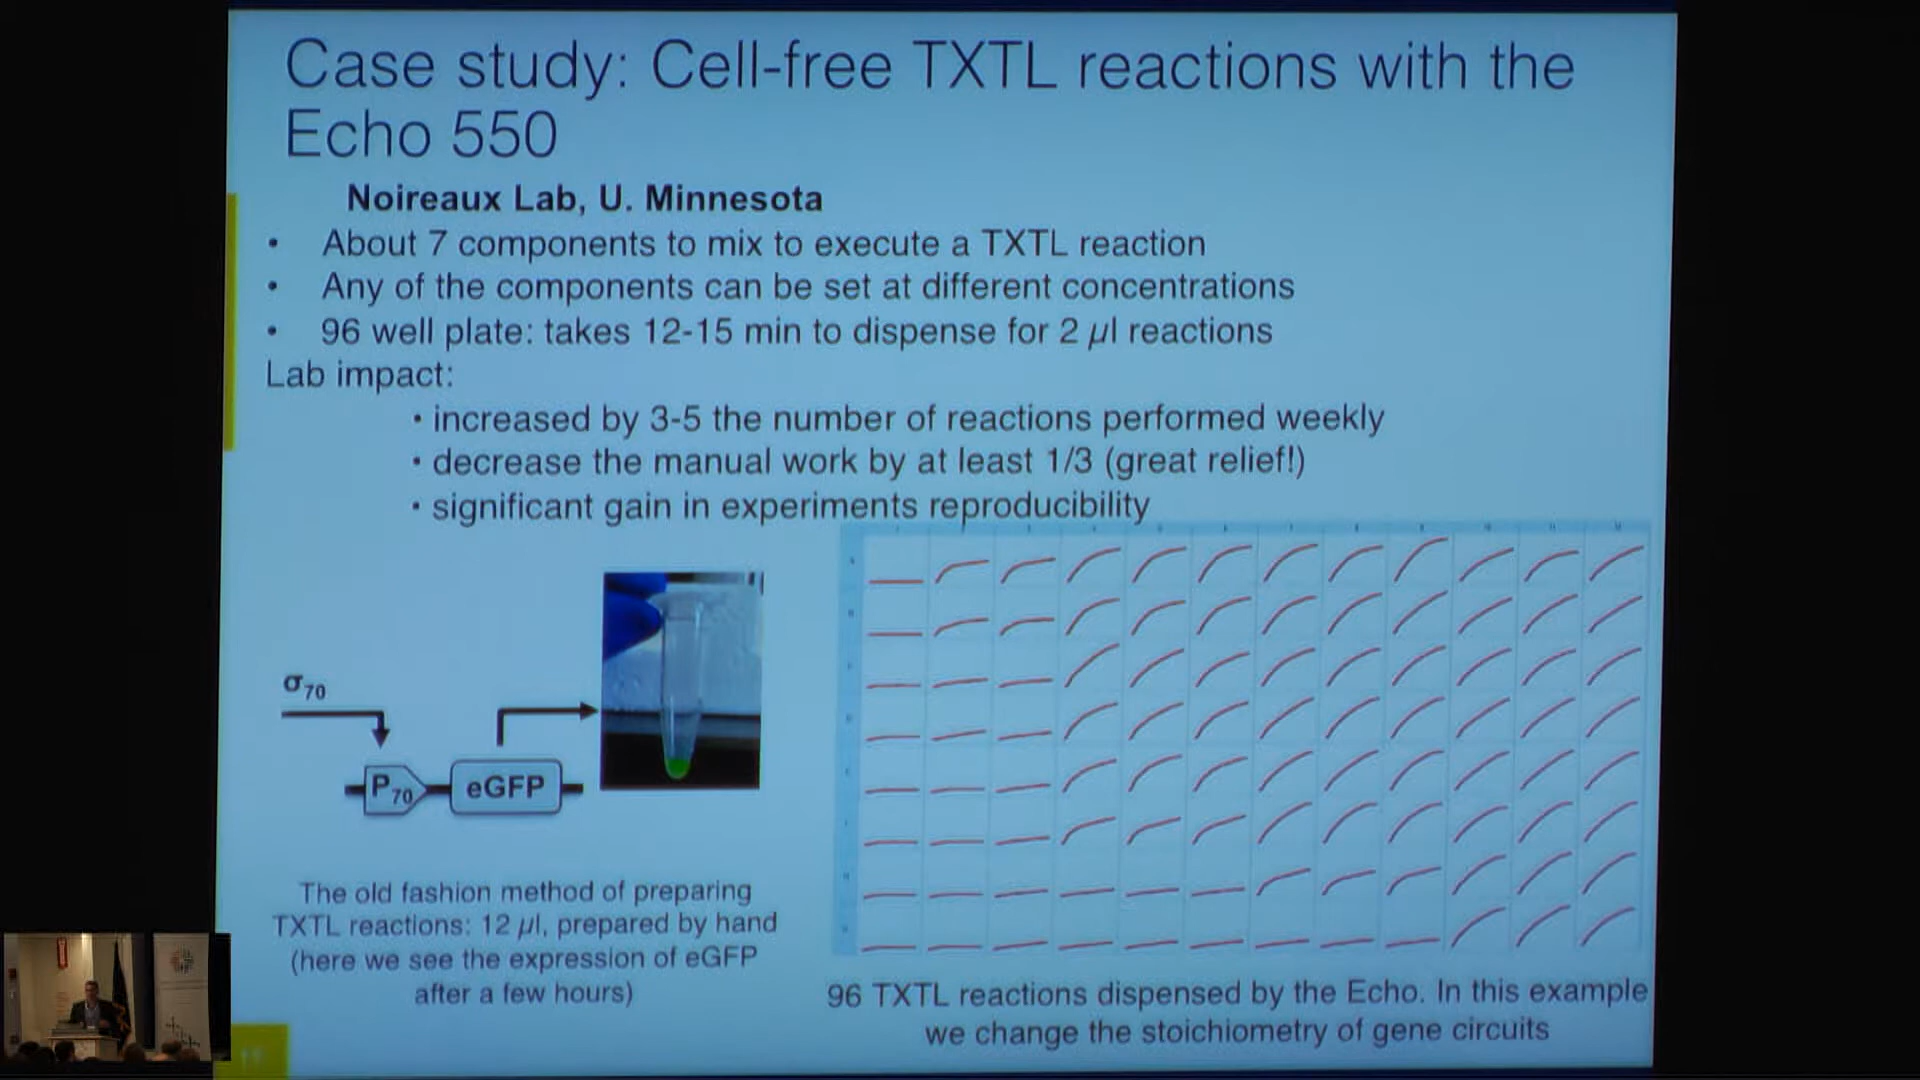 Case study: Cell-free TXTL reactions with the
Echo 550
Noireaux Lab, U. Minnesota
• About 7 components to mix to execute a TXTL reaction
• Any of the components can be set at different concentrations
• 96 well plate: takes 12-15 min to dispense for 2 µl reactions
Lab impact:
• increased by 3-5 the number of reactions performed weekly
• decrease the manual work by at least 1/3 (great relief!)
• significant gain in experiments reproducibility
σ70
P70
eGFP
The old fashion method of preparing
TXTL reactions: 12 µl, prepared by hand
(here we see the expression of eGFP
after a few hours)
96 TXTL reactions dispensed by the Echo. In this example
we change the stoichiometry of gene circuits